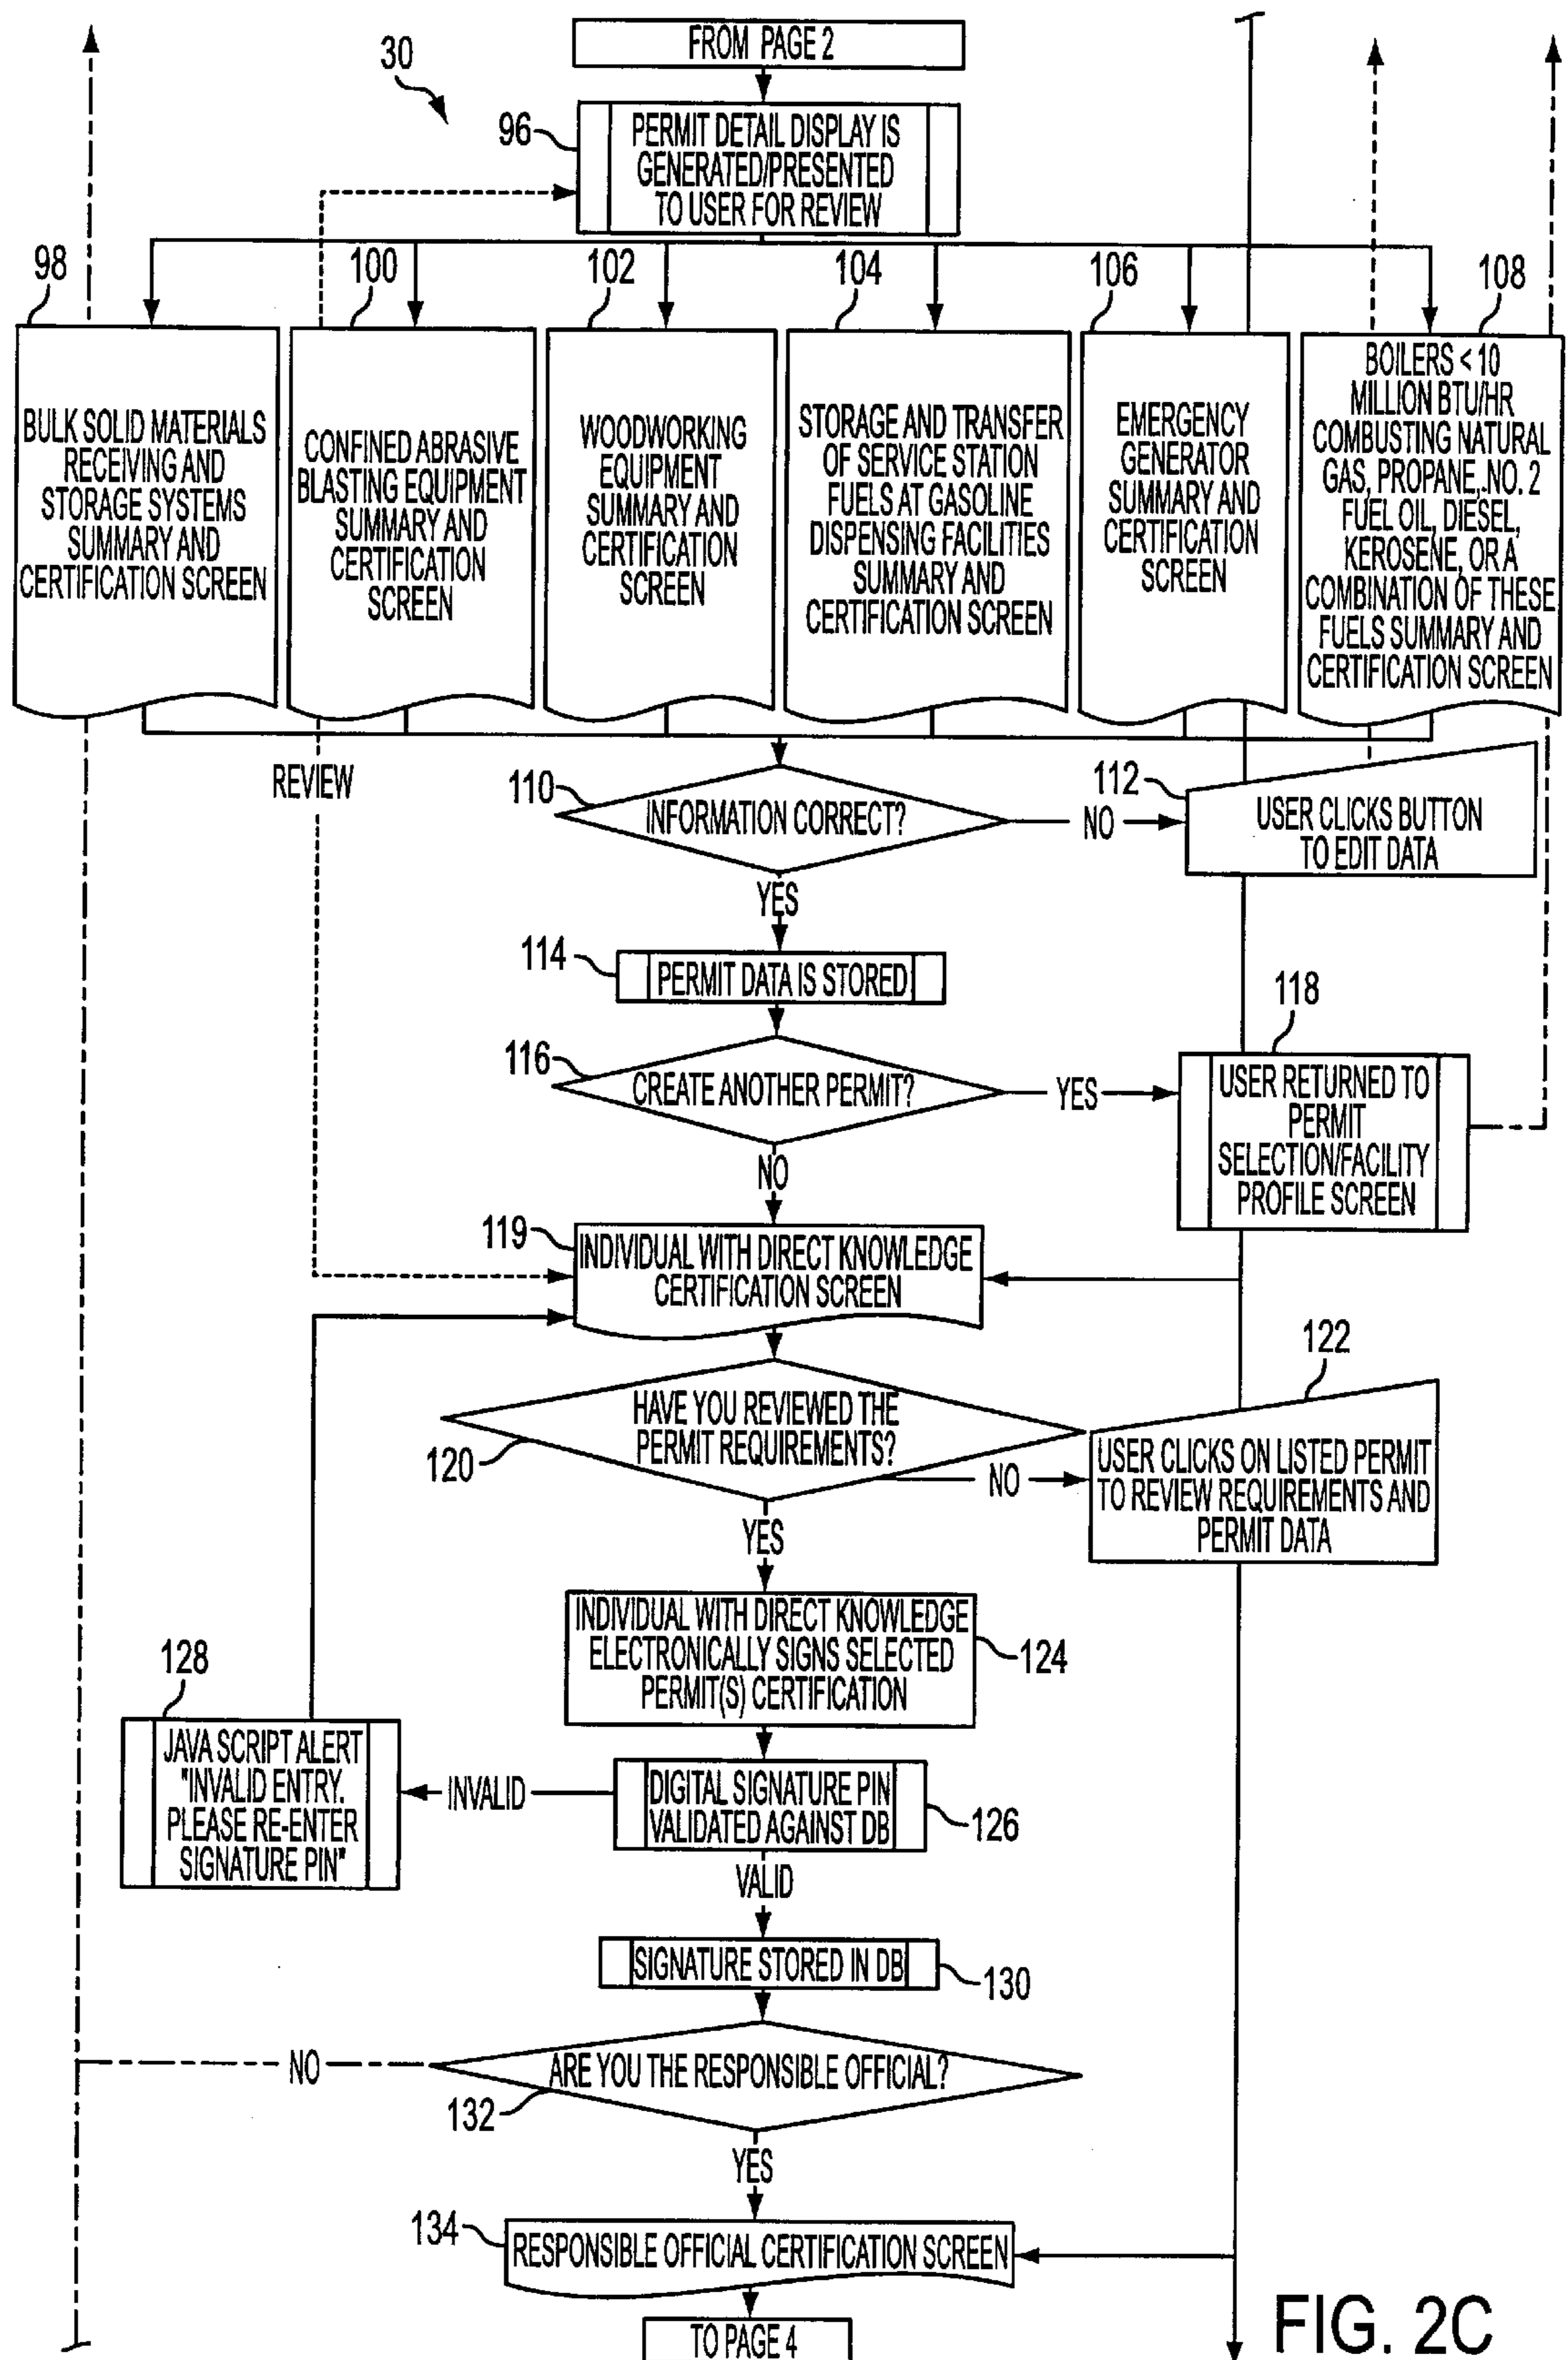 FROM PAGE 2
30
96
PERMIT DETAIL DISPLAY IS
GENERATED/PRESENTED
TO USER FOR REVIEW
98
BULK SOLID MATERIALS
RECEIVING AND
STORAGE SYSTEMS
SUMMARY AND
CERTIFICATION SCREEN
100
CONFINED ABRASIVE
BLASTING EQUIPMENT
SUMMARY AND
CERTIFICATION
SCREEN
102
WOODWORKING
EQUIPMENT
SUMMARY AND
CERTIFICATION
SCREEN
104
STORAGE AND TRANSFER
OF SERVICE STATION
FUELS AT GASOLINE
DISPENSING FACILITIES
SUMMARY AND
CERTIFICATION SCREEN
106
EMERGENCY
GENERATOR
SUMMARY AND
CERTIFICATION
SCREEN
108
BOILERS < 10
MILLION BTU/HR
COMBUSTING NATURAL
GAS, PROPANE, NO. 2
FUEL OIL, DIESEL,
KEROSENE, OR A
COMBINATION OF THESE
FUELS SUMMARY AND
CERTIFICATION SCREEN
REVIEW
110
INFORMATION CORRECT?
NO
112
USER CLICKS BUTTON
TO EDIT DATA
YES
114
PERMIT DATA IS STORED
116
CREATE ANOTHER PERMIT?
YES
118
USER RETURNED TO
PERMIT
SELECTION/FACILITY
PROFILE SCREEN
NO
119
INDIVIDUAL WITH DIRECT KNOWLEDGE
CERTIFICATION SCREEN
HAVE YOU REVIEWED THE
PERMIT REQUIREMENTS?
120
NO
122
USER CLICKS ON LISTED PERMIT
TO REVIEW REQUIREMENTS AND
PERMIT DATA
YES
INDIVIDUAL WITH DIRECT KNOWLEDGE
ELECTRONICALLY SIGNS SELECTED
PERMIT(S) CERTIFICATION
124
128
JAVA SCRIPT ALERT
"INVALID ENTRY.
PLEASE RE-ENTER
SIGNATURE PIN"
INVALID
DIGITAL SIGNATURE PIN
VALIDATED AGAINST DB
126
VALID
SIGNATURE STORED IN DB
130
NO
ARE YOU THE RESPONSIBLE OFFICIAL?
132
YES
134
RESPONSIBLE OFFICIAL CERTIFICATION SCREEN
TO PAGE 4
FIG. 2C